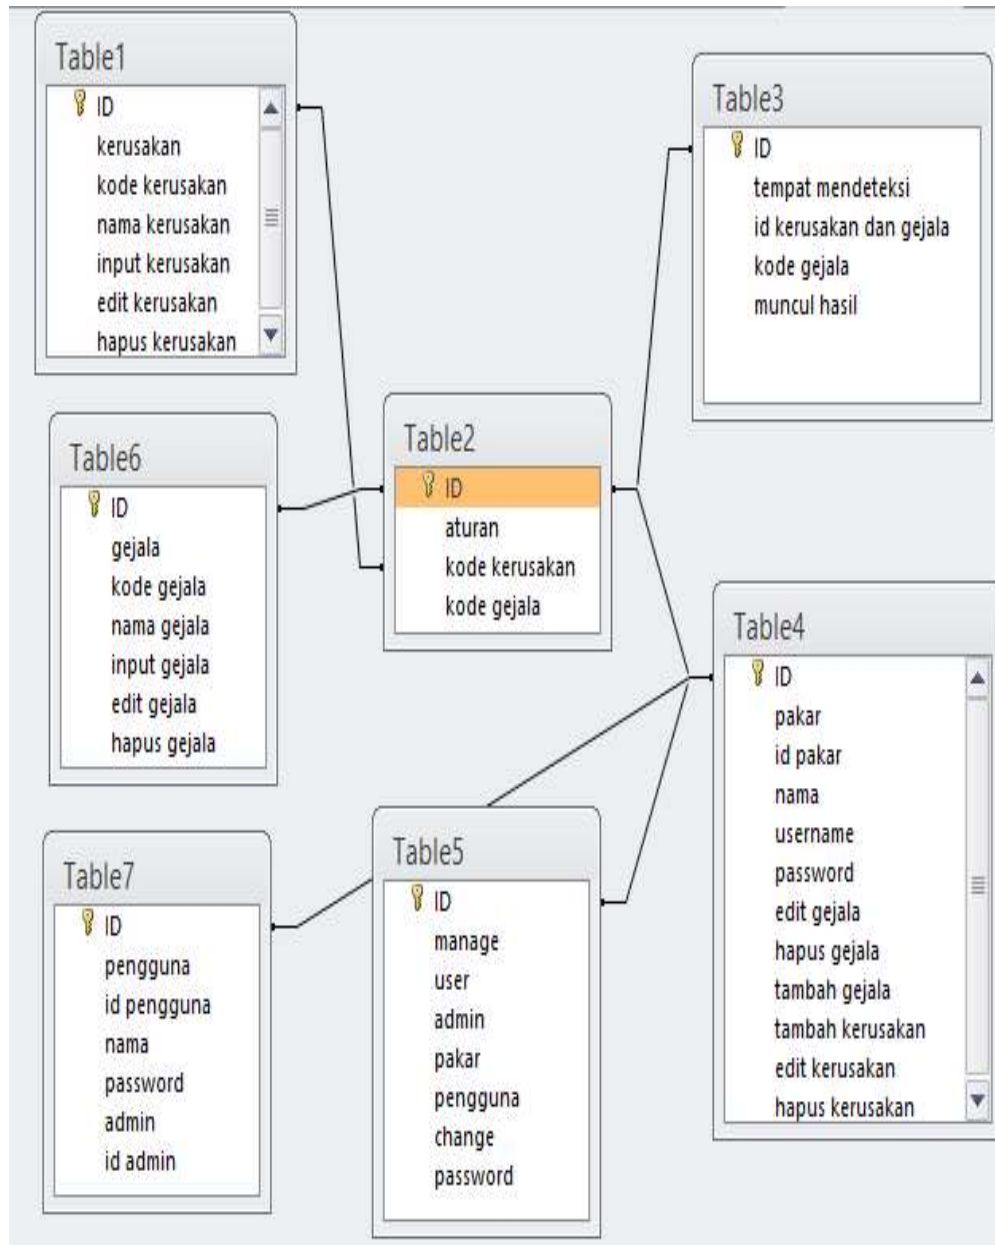 Table1
ID
kerusakan
kode kerusakan
nama kerusakan
input kerusakan
edit kerusakan
hapus kerusakan
Table3
ID
tempat mendeteksi
id kerusakan dan gejala
kode gejala
muncul hasil
Table6
ID
gejala
kode gejala
nama gejala
input gejala
edit gejala
hapus gejala
Table2
ID
aturan
kode kerusakan
kode gejala
Table4
ID
pakar
id pakar
nama
username
password
edit gejala
hapus gejala
tambah gejala
tambah kerusakan
edit kerusakan
hapus kerusakan
Table7
ID
pengguna
id pengguna
nama
password
admin
id admin
Table5
ID
manage
user
admin
pakar
pengguna
change
password